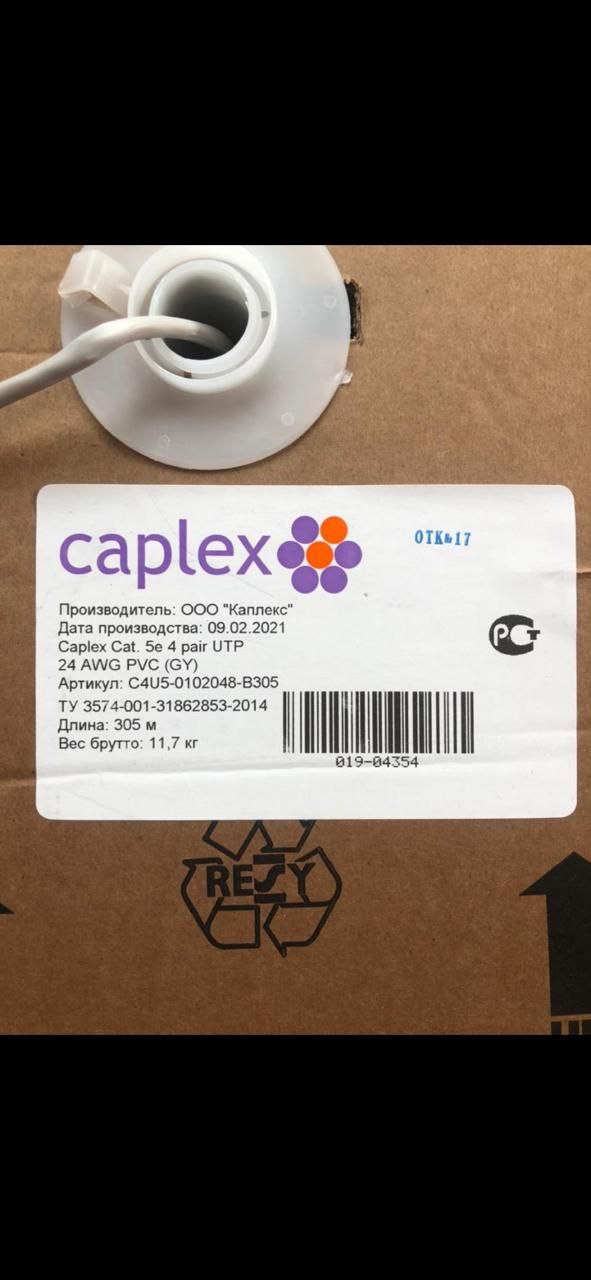 caplex
ОТК№17
Производитель: ООО "Каплекс"
Дата производства: 09.02.2021
Caplex Cat. 5e 4 pair UTP
24 AWG PVC (GY)
Артикул: C4U5-0102048-B305
ТУ 3574-001-31862853-2014
Длина: 305 м
Вес брутто: 11,7 кг
РСТ
019-04354
RESY